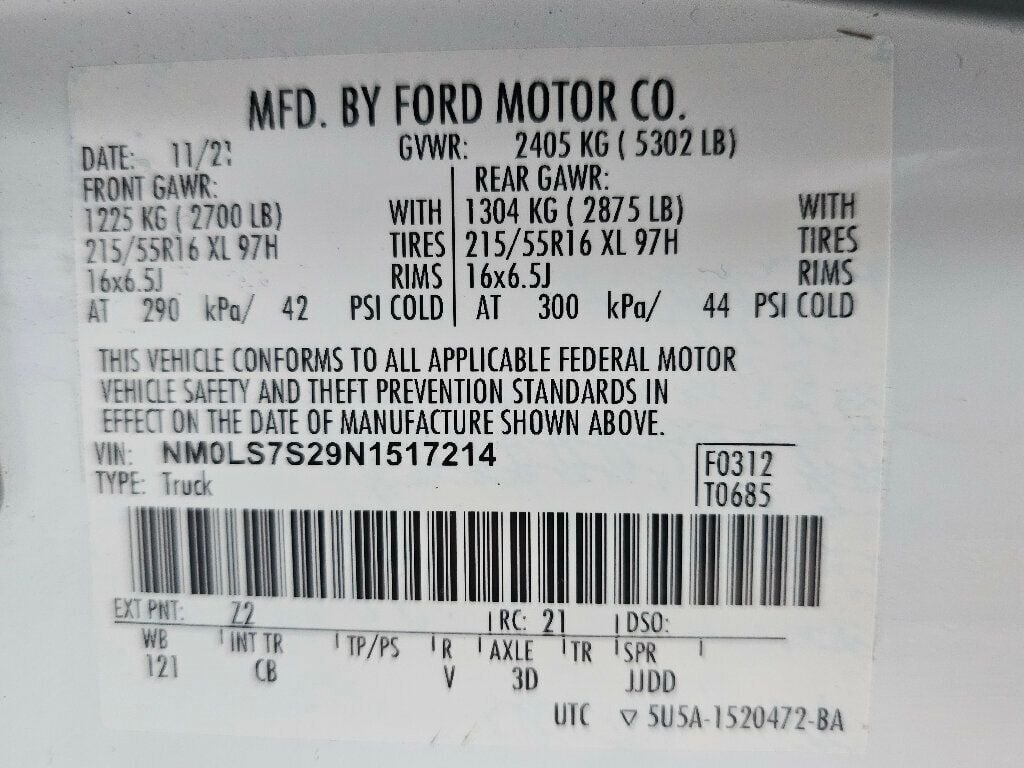 MFD. BY FORD MOTOR CO.
DATE: GVWR: 2405 KG ( 5302 LB)
FRONT GAWR: REAR GAWR:
1225 KG ( 2700 LB) WITH 1304 KG ( 2875 LB) WITH
215/55R16 XL 97H TIRES 215/55R16 XL 97H TIRES
16x6.5J RIMS 16x6.5J RIMS
AT 290 kPa/ 42 PSI COLD AT 300 kPa/ 44 PSI COLD
THIS VEHICLE CONFORMS TO ALL APPLICABLE FEDERAL MOTOR
VEHICLE SAFETY AND THEFT PREVENTION STANDARDS IN
EFFECT ON THE DATE OF MANUFACTURE SHOWN ABOVE.
VIN: NM0LS7S29N1517214 F0312
TYPE: Truck T0685
EXT PNT: Z2 RC: 21 DSO:
WB INT TR TP/PS R AXLE TR SPR
121 CB V 3D JJDD
UTC ▽ 5U5A-1520472-BA